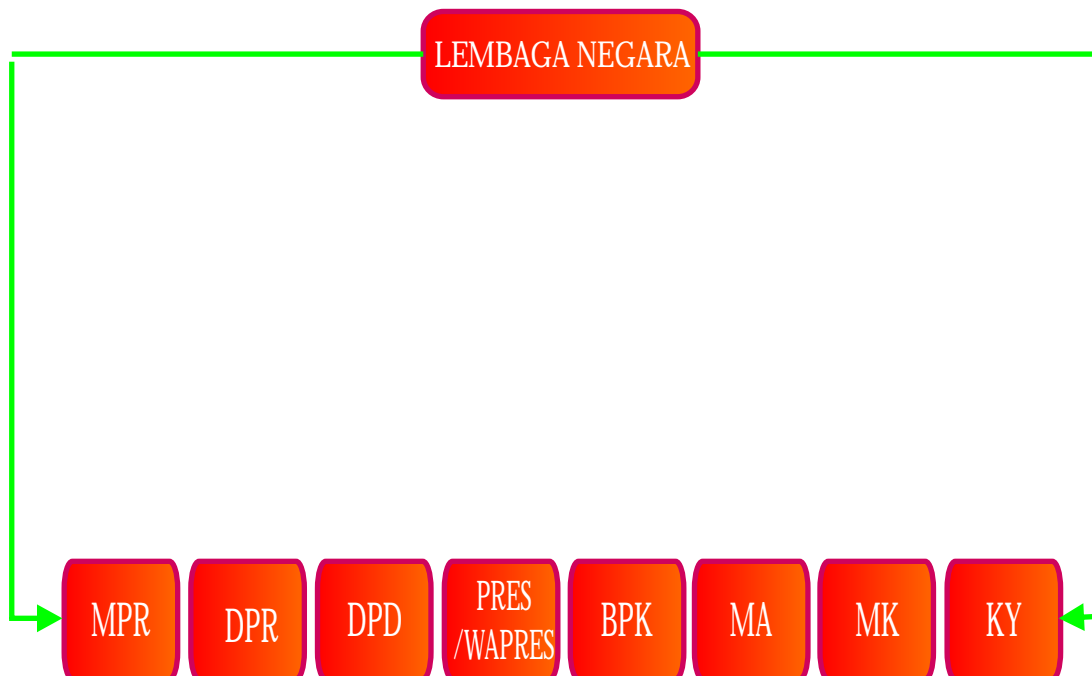 LEMBAGA NEGARA
MPR
DPR
DPD
PRES
/WAPRES
BPK
MA
MK
KY